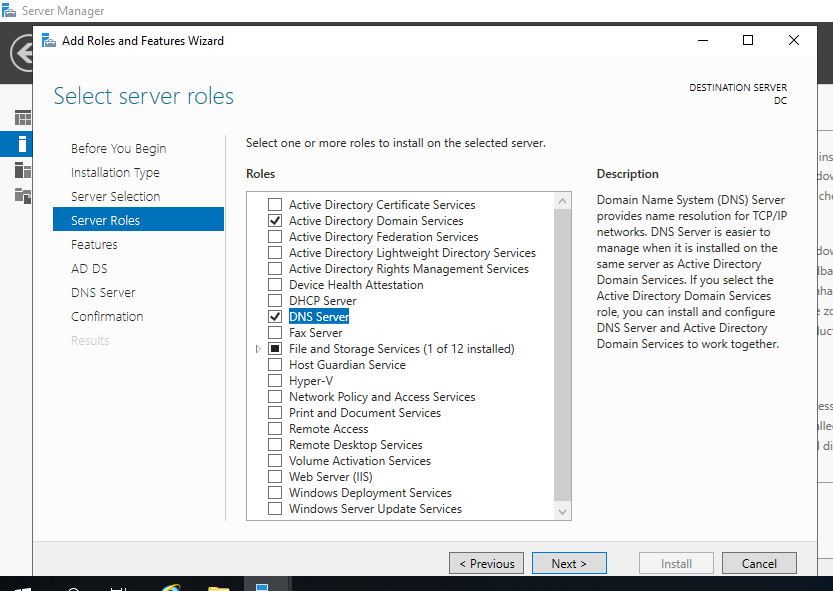 Server Manager
Add Roles and Features Wizard
Select server roles
DESTINATION SERVER
DC
Before You Begin
Installation Type
Server Selection
Server Roles
Features
AD DS
DNS Server
Confirmation
Results
Select one or more roles to install on the selected server.
Roles
Active Directory Certificate Services
Active Directory Domain Services
Active Directory Federation Services
Active Directory Lightweight Directory Services
Active Directory Rights Management Services
Device Health Attestation
DHCP Server
DNS Server
Fax Server
File and Storage Services (1 of 12 installed)
Host Guardian Service
Hyper-V
Network Policy and Access Services
Print and Document Services
Remote Access
Remote Desktop Services
Volume Activation Services
Web Server (IIS)
Windows Deployment Services
Windows Server Update Services
Description
Domain Name System (DNS) Server
provides name resolution for TCP/IP
networks. DNS Server is easier to
manage when it is installed on the
same server as Active Directory
Domain Services. If you select the
Active Directory Domain Services
role, you can install and configure
DNS Server and Active Directory
Domain Services to work together.
< Previous
Next >
Install
Cancel